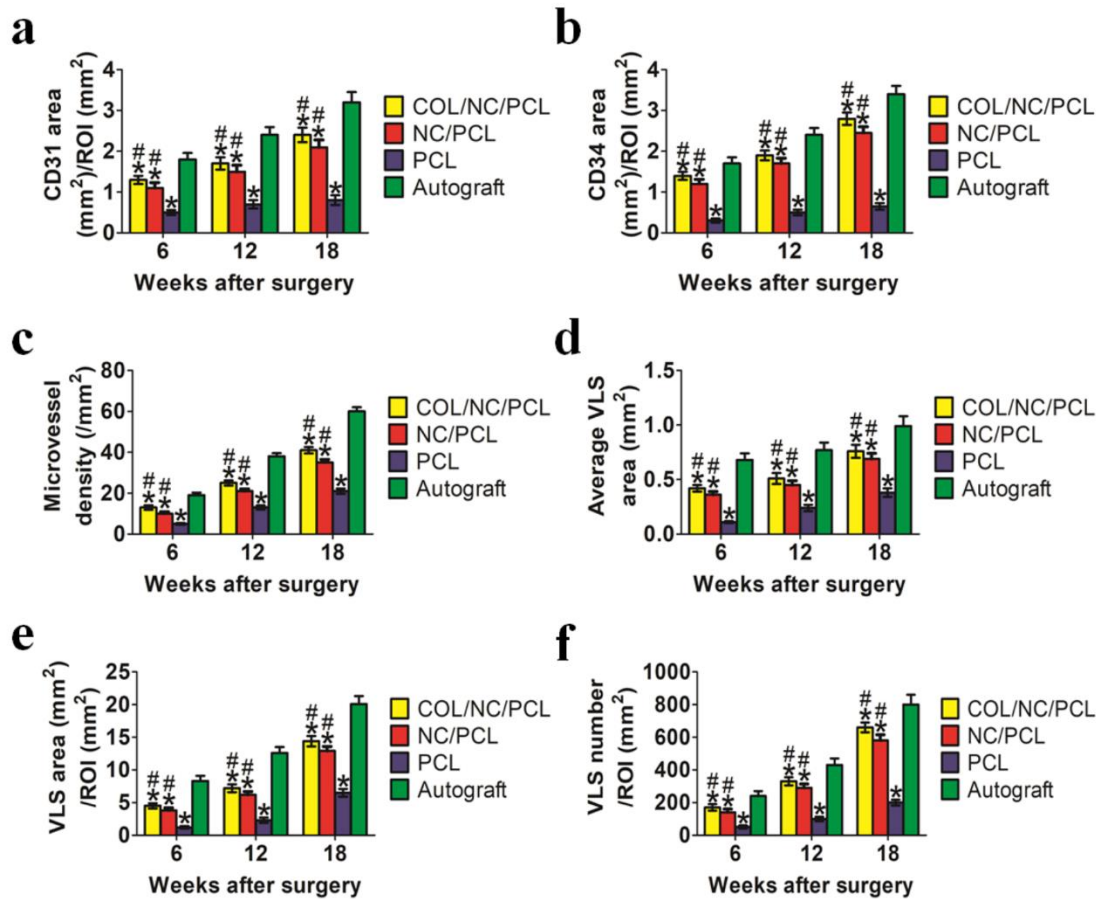 a
CD31 area
(mm²)/ROI (mm²)
4
3
2
1
0
# * # * *
# * # * *
# * # * *
6 12 18
Weeks after surgery
COL/NC/PCL
NC/PCL
PCL
Autograft
b
CD34 area
(mm²)/ROI (mm²)
4
3
2
1
0
# * # * *
# * # * *
# * # * *
6 12 18
Weeks after surgery
COL/NC/PCL
NC/PCL
PCL
Autograft
c
Microvessel
density (/mm²)
80
60
40
20
0
# * # * *
# * # * *
# * # * *
6 12 18
Weeks after surgery
COL/NC/PCL
NC/PCL
PCL
Autograft
d
Average VLS
area (mm²)
1.5
1.0
0.5
0.0
# * # * *
# * # * *
# * # * *
6 12 18
Weeks after surgery
COL/NC/PCL
NC/PCL
PCL
Autograft
e
VLS area (mm²)
/ROI (mm²)
25
20
15
10
5
0
# * # * *
# * # * *
# * # * *
6 12 18
Weeks after surgery
COL/NC/PCL
NC/PCL
PCL
Autograft
f
VLS number
/ROI (mm²)
1000
800
600
400
200
0
# * # * *
# * # * *
# * # * *
6 12 18
Weeks after surgery
COL/NC/PCL
NC/PCL
PCL
Autograft